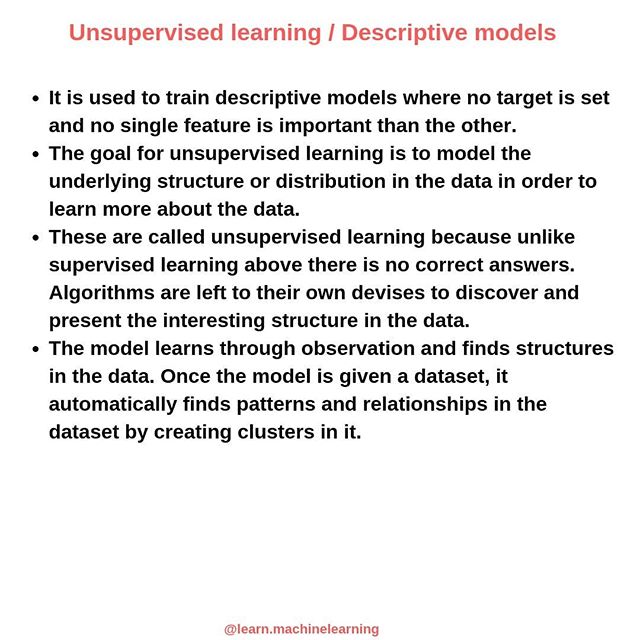 Unsupervised learning / Descriptive models
• It is used to train descriptive models where no target is set
and no single feature is important than the other.
• The goal for unsupervised learning is to model the
underlying structure or distribution in the data in order to
learn more about the data.
• These are called unsupervised learning because unlike
supervised learning above there is no correct answers.
Algorithms are left to their own devises to discover and
present the interesting structure in the data.
• The model learns through observation and finds structures
in the data. Once the model is given a dataset, it
automatically finds patterns and relationships in the
dataset by creating clusters in it.
@learn.machinelearning